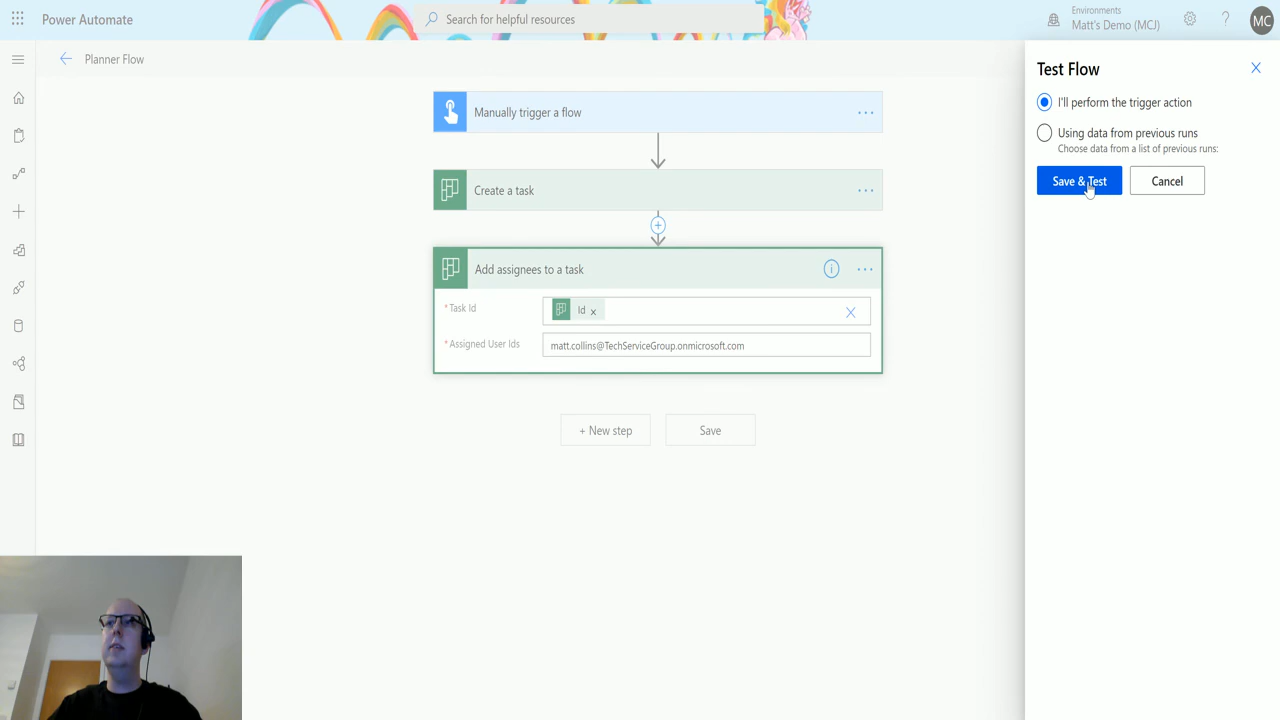 Power Automate
Search for helpful resources
Environments
Matt's Demo (MCJ)
?
MC
Planner Flow
Manually trigger a flow
Create a task
Add assignees to a task
*Task Id
Id x
*Assigned User Ids
matt.collins@TechServiceGroup.onmicrosoft.com
+ New step
Save
Test Flow
I'll perform the trigger action
Using data from previous runs
Choose data from a list of previous runs:
Save & Test
Cancel